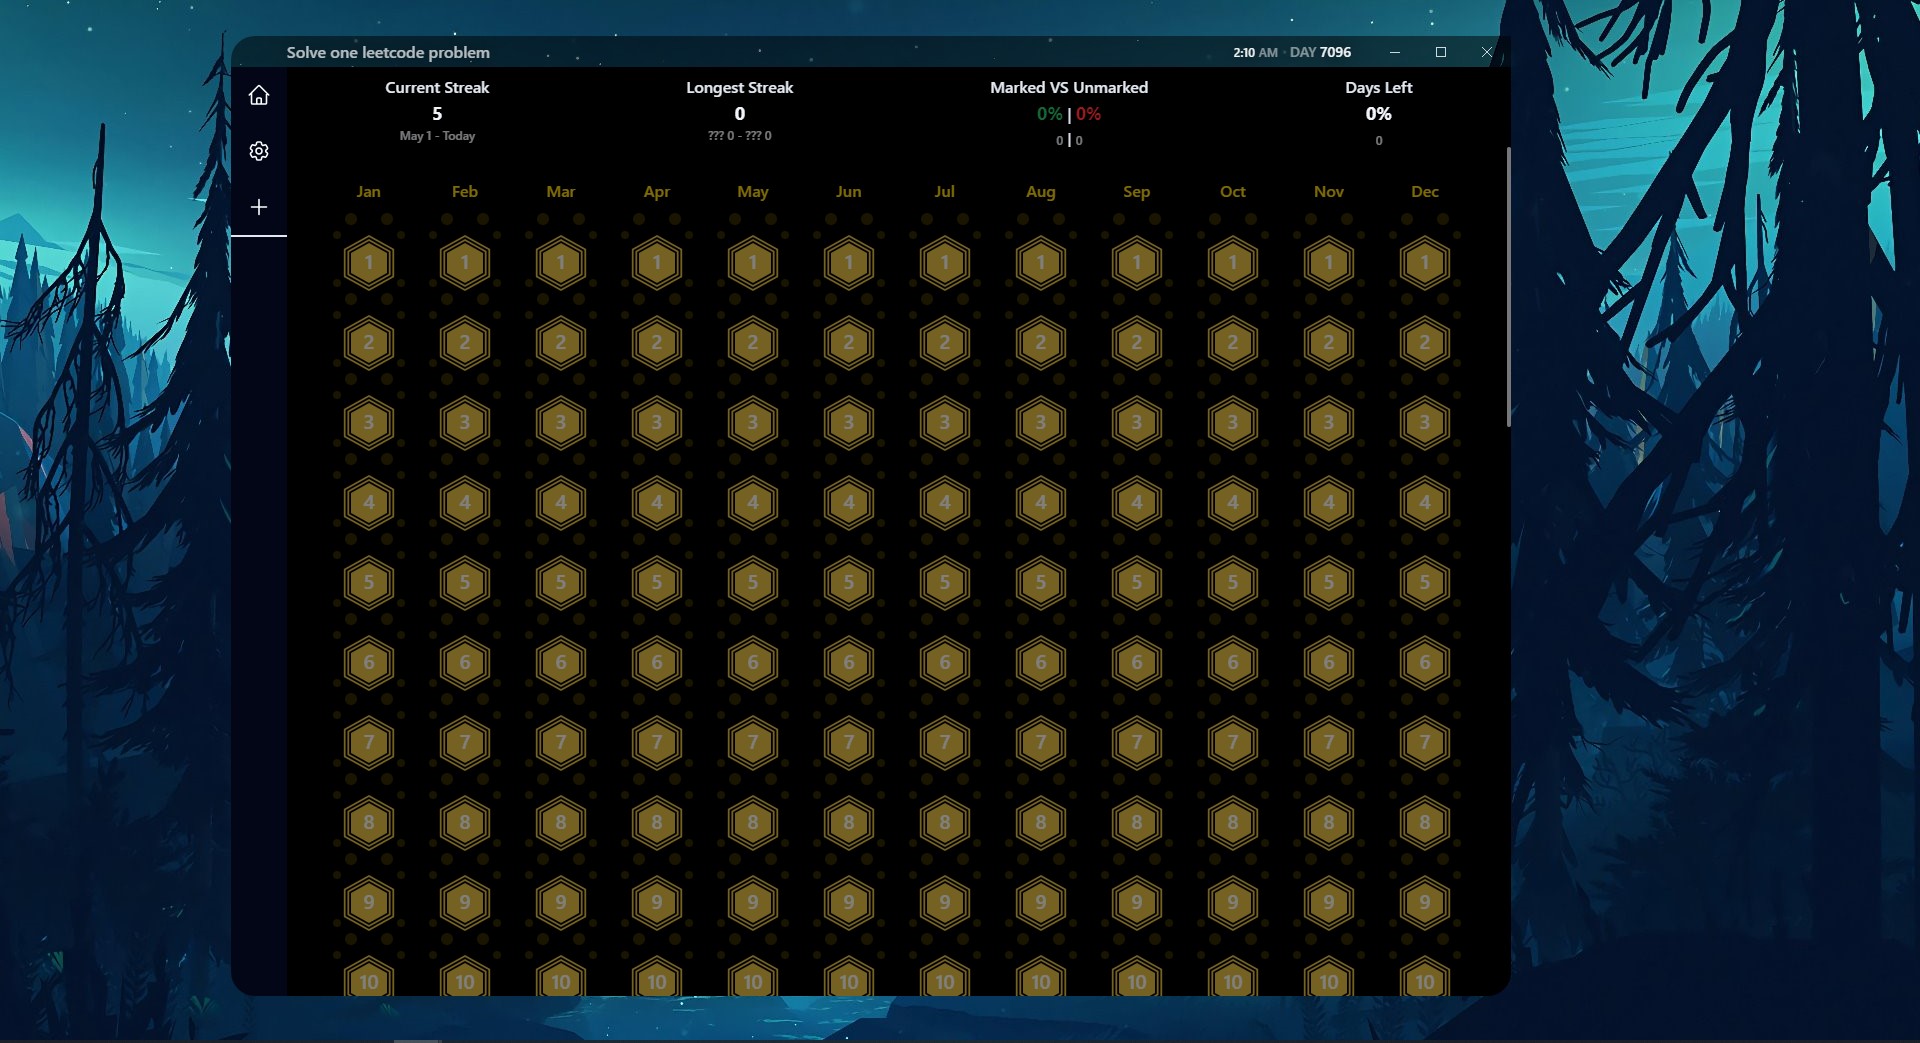 Solve one leetcode problem
2:10 AM · DAY 7096
Current Streak Longest Streak Marked VS Unmarked Days Left
5 0 0% | 0% 0%
May 1 - Today ??? 0 - ??? 0 0 | 0 0
Jan Feb Mar Apr May Jun Jul Aug Sep Oct Nov Dec
1 1 1 1 1 1 1 1 1 1 1 1
2 2 2 2 2 2 2 2 2 2 2 2
3 3 3 3 3 3 3 3 3 3 3 3
4 4 4 4 4 4 4 4 4 4 4 4
5 5 5 5 5 5 5 5 5 5 5 5
6 6 6 6 6 6 6 6 6 6 6 6
7 7 7 7 7 7 7 7 7 7 7 7
8 8 8 8 8 8 8 8 8 8 8 8
9 9 9 9 9 9 9 9 9 9 9 9
10 10 10 10 10 10 10 10 10 10 10 10